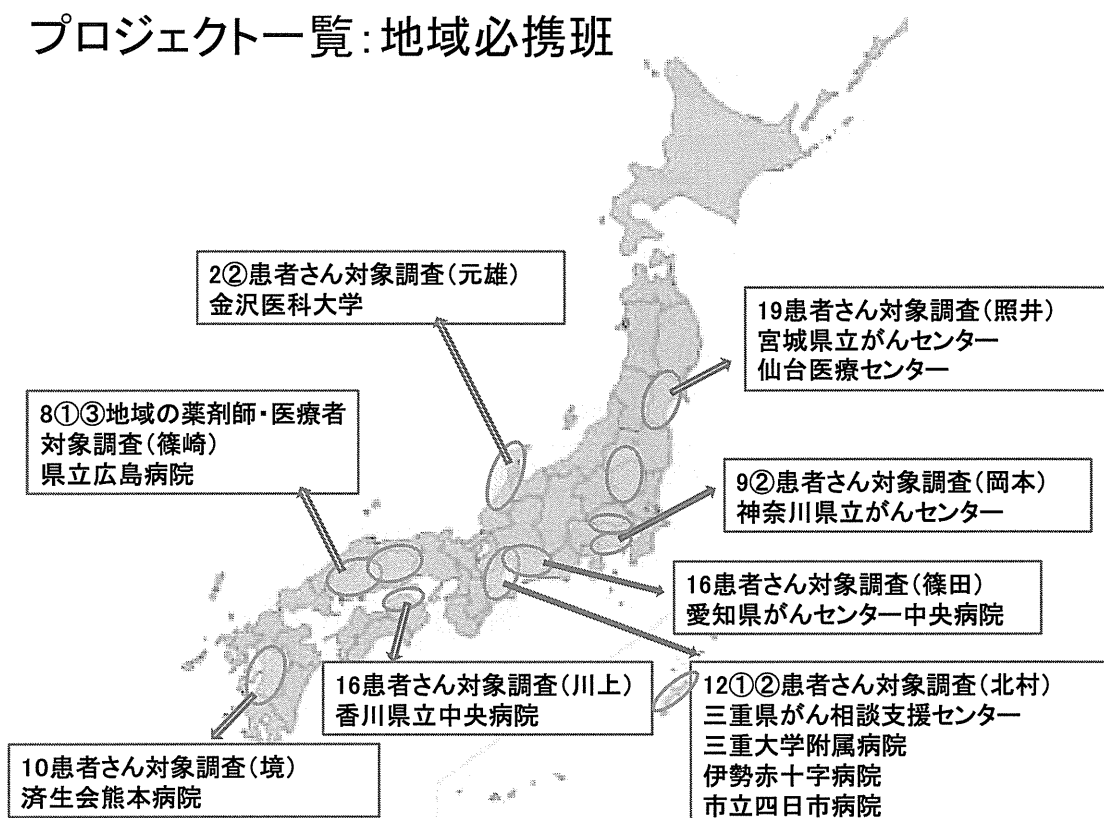 プロジェクト一覧:地域必携班
2②患者さん対象調査(元雄)
金沢医科大学
19患者さん対象調査(照井)
宮城県立がんセンター
仙台医療センター
8①③地域の薬剤師・医療者
対象調査(篠崎)
県立広島病院
9②患者さん対象調査(岡本)
神奈川県立がんセンター
16患者さん対象調査(篠田)
愛知県がんセンター中央病院
16患者さん対象調査(川上)
香川県立中央病院
12①②患者さん対象調査(北村)
三重県がん相談支援センター
三重大学附属病院
伊勢赤十字病院
市立四日市病院
10患者さん対象調査(境)
済生会熊本病院